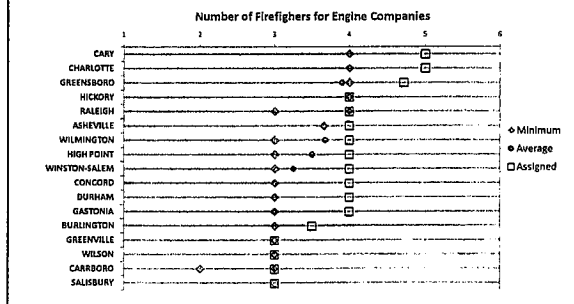 Number of Firefighers for Engine Companies
1 2 3 4 5 6
CARY
CHARLOTTE
GREENSBORO
HICKORY
RALEIGH
ASHEVILLE
WILMINGTON
HIGH POINT
WINSTON-SALEM
CONCORD
DURHAM
GASTONIA
BURLINGTON
GREENVILLE
WILSON
CARRBORO
SALISBURY
Minimum
Average
Assigned